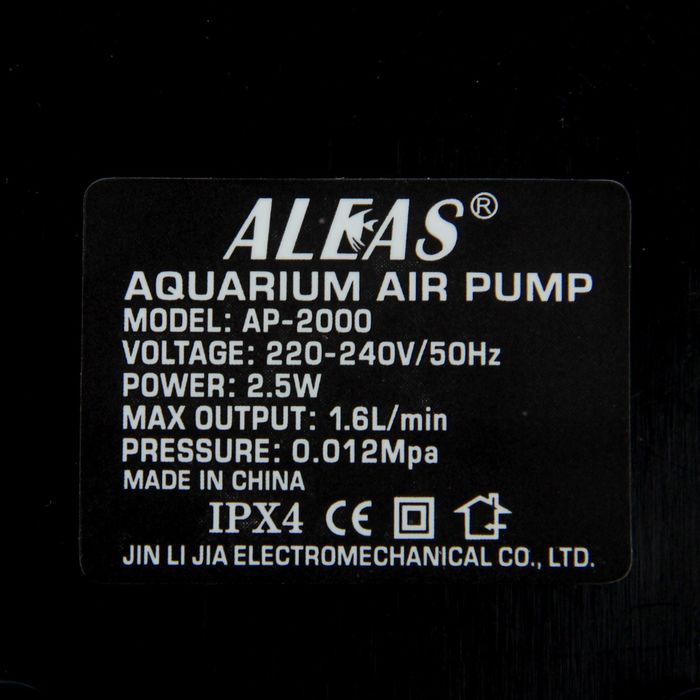 ALEAS®
AQUARIUM AIR PUMP
MODEL: AP-2000
VOLTAGE: 220-240V/50Hz
POWER: 2.5W
MAX OUTPUT: 1.6L/min
PRESSURE: 0.012Mpa
MADE IN CHINA
IPX4 CE
JIN LI JIA ELECTROMECHANICAL CO., LTD.